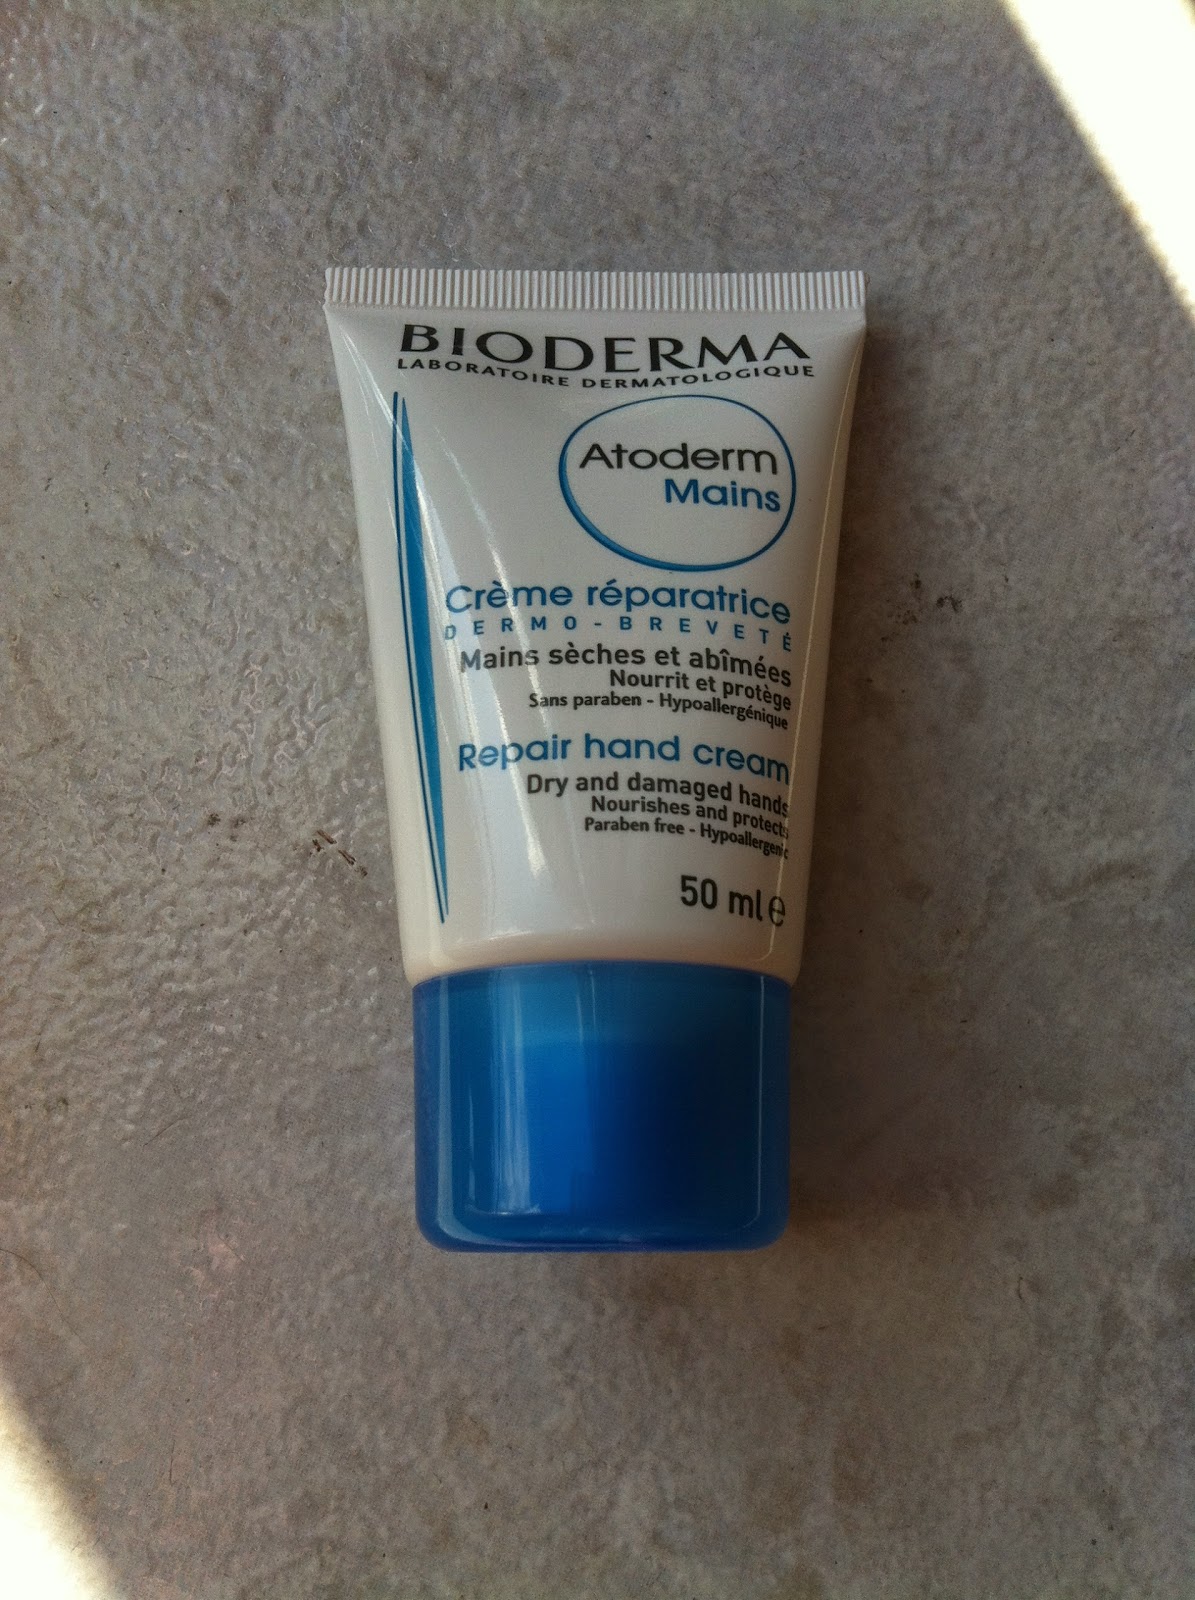 BIODERMA
LABORATOIRE DERMATOLOGIQUE
Atoderm
Mains
Crème réparatrice
DERMO-BREVETÉ
Mains sèches et abîmées
Nourrit et protège
Sans paraben - Hypoallergénique
Repair hand cream
Dry and damaged hands
Nourishes and protects
Paraben free - Hypoallergenic
50 ml ℮